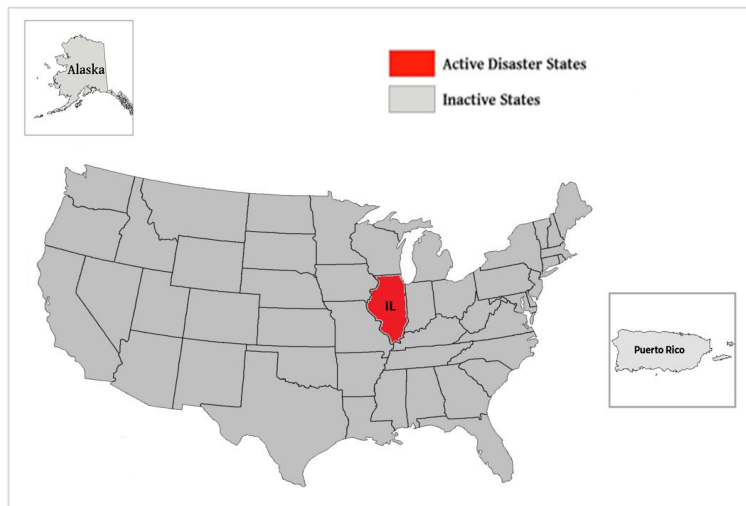 Alaska
Active Disaster States
Inactive States
IL
Puerto Rico